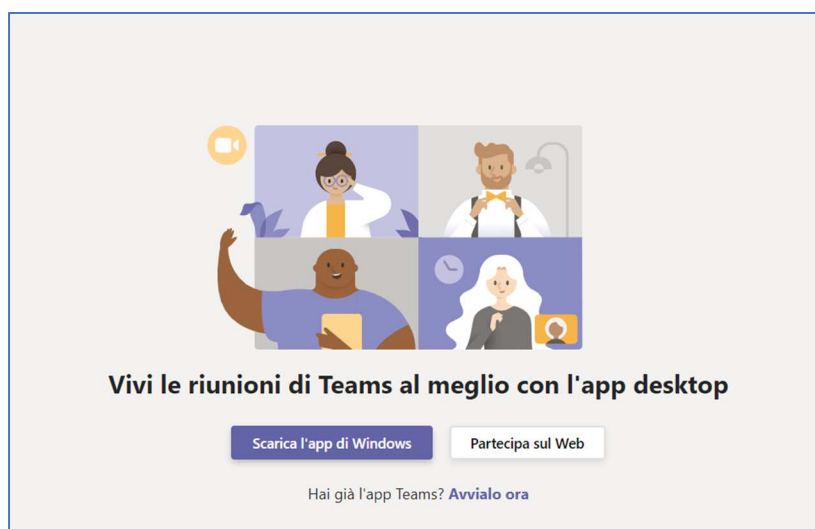 Vivi le riunioni di Teams al meglio con l'app desktop
Scarica l'app di Windows
Partecipa sul Web
Hai già l'app Teams? Avvialo ora